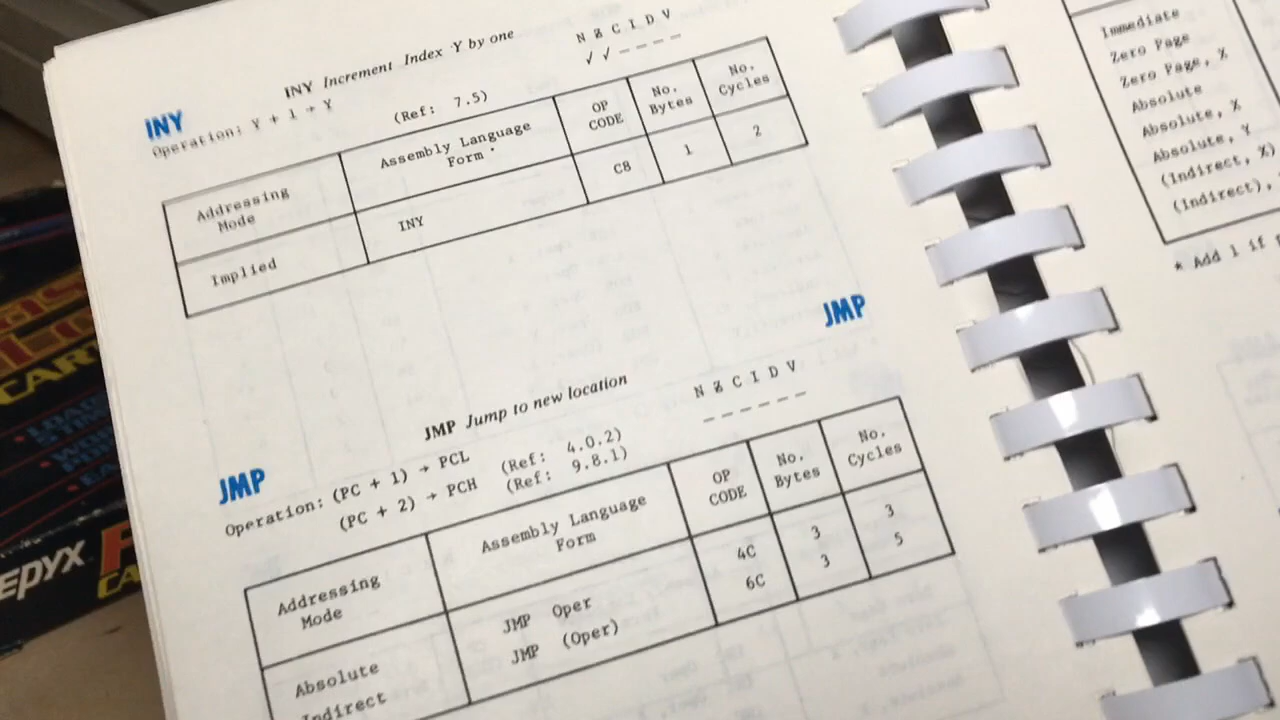 INY
INY Increment Index Y by one
N Z C I D V
Operation: Y + 1 → Y
(Ref: 7.5)
✓ ✓ – – – –
Addressing Mode
Assembly Language Form
OP CODE
No. Bytes
No. Cycles
Implied
INY
C8
1
2
JMP
JMP
JMP Jump to new location
N Z C I D V
– – – – – –
Operation: (PC + 1) → PCL
(Ref: 4.0.2)
(PC + 2) → PCH
(Ref: 9.8.1)
Addressing Mode
Assembly Language Form
OP CODE
No. Bytes
No. Cycles
Absolute
JMP Oper
4C
3
3
Indirect
JMP (Oper)
6C
3
5
Immediate
Zero Page
Zero Page, X
Absolute
Absolute, X
Absolute, Y
(Indirect, X)
(Indirect),
* Add 1 if
EPYX